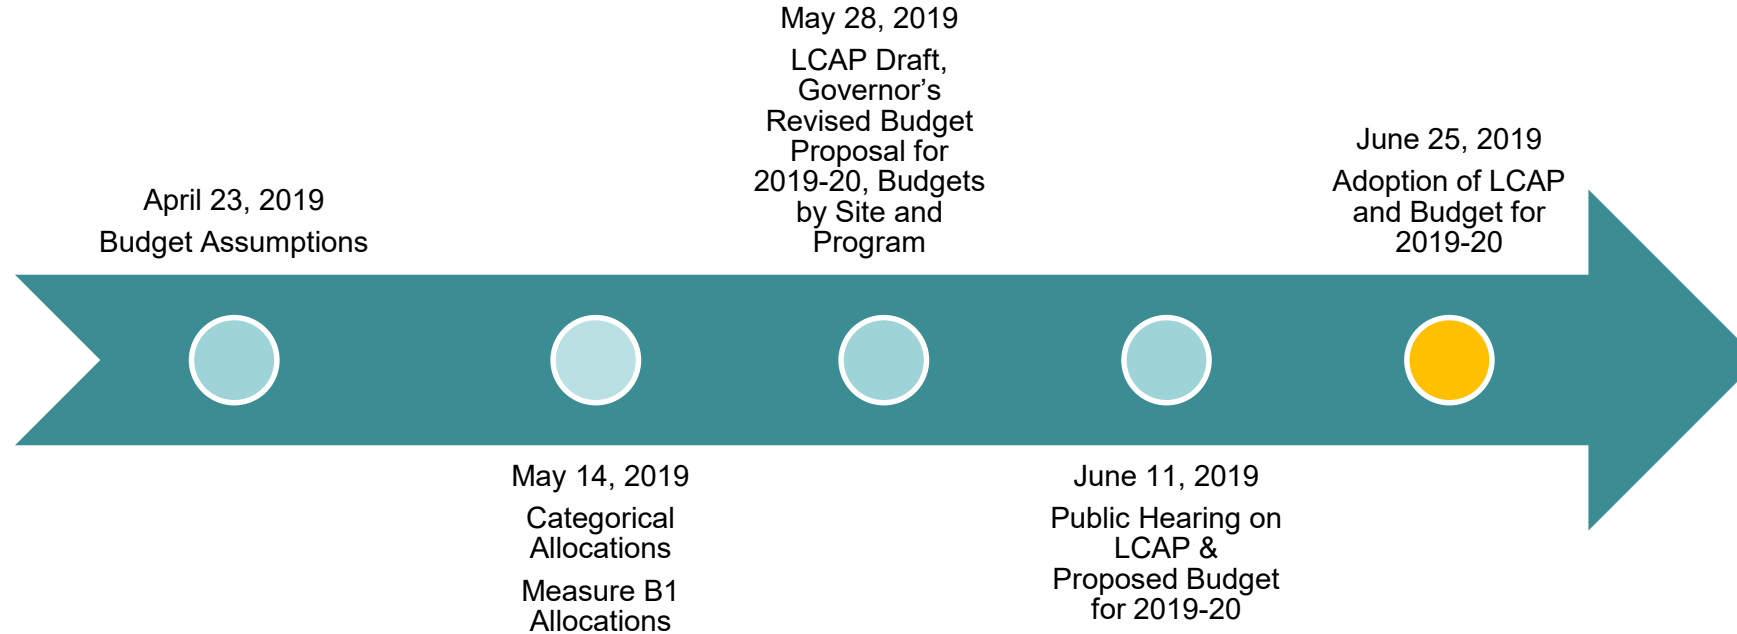 April 23, 2019
Budget Assumptions
May 14, 2019
Categorical
Allocations
Measure B1
Allocations
May 28, 2019
LCAP Draft,
Governor’s
Revised Budget
Proposal for
2019-20, Budgets
by Site and
Program
June 11, 2019
Public Hearing on
LCAP &
Proposed Budget
for 2019-20
June 25, 2019
Adoption of LCAP
and Budget for
2019-20